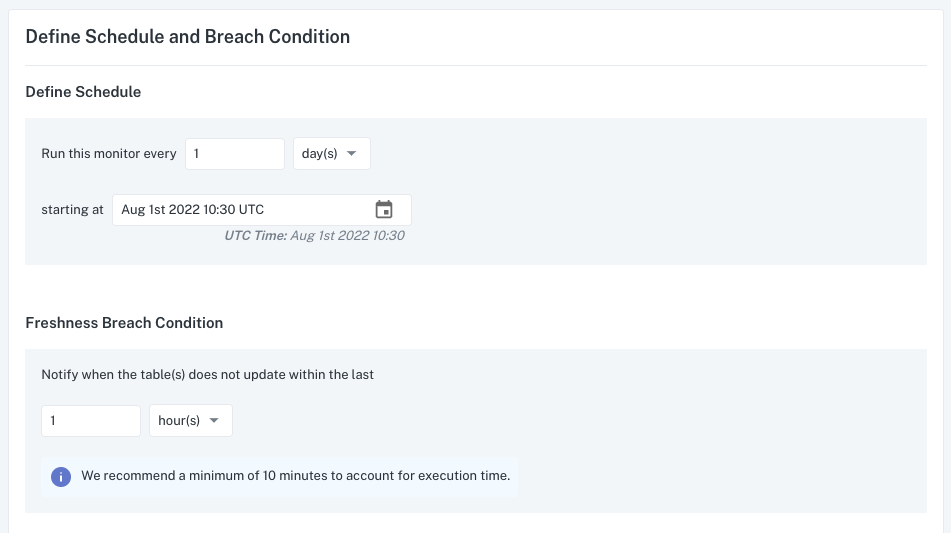 Define Schedule and Breach Condition
Define Schedule
Run this monitor every 1 day(s)
starting at Aug 1st 2022 10:30 UTC
UTC Time: Aug 1st 2022 10:30
Freshness Breach Condition
Notify when the table(s) does not update within the last
1 hour(s)
i We recommend a minimum of 10 minutes to account for execution time.